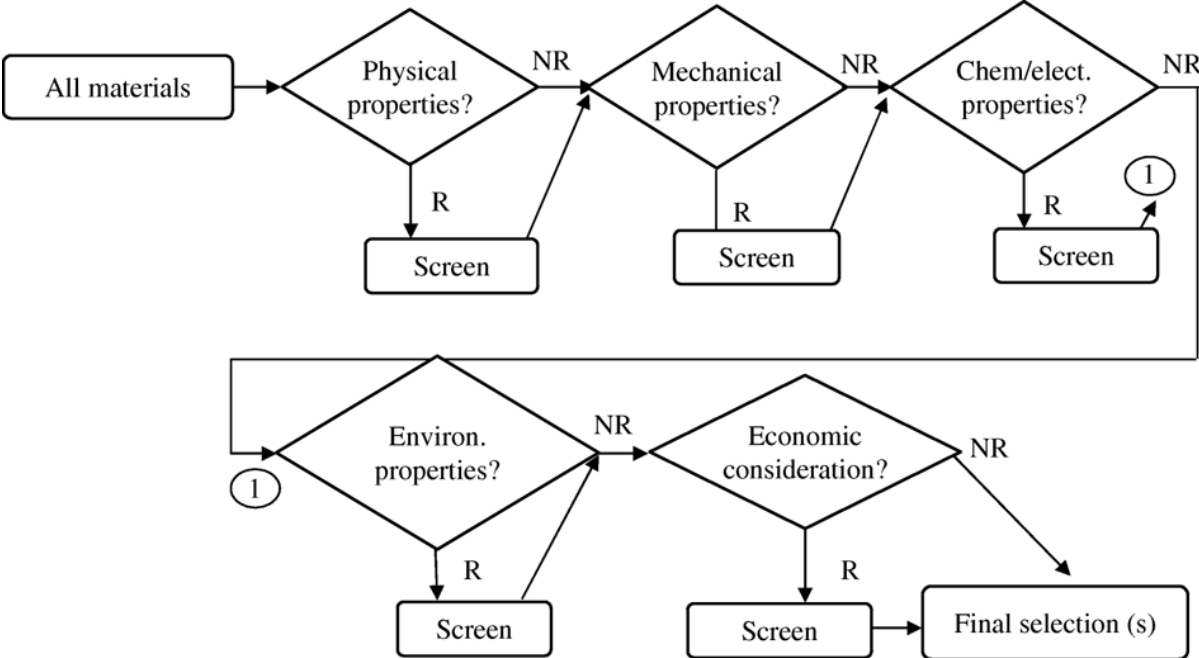 All materials
Physical
properties?
NR
Mechanical
properties?
NR
Chem/elect.
properties?
NR
R
Screen
R
Screen
R
Screen
1
Environ.
properties?
NR
Economic
consideration?
NR
1
R
Screen
R
Screen
Final selection (s)